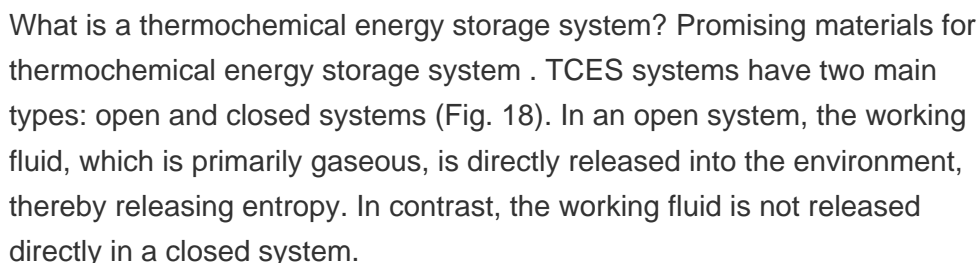 What is a thermochemical energy storage system? Promising materials for
thermochemical energy storage system . TCES systems have two main
types: open and closed systems (Fig. 18). In an open system, the working
fluid, which is primarily gaseous, is directly released into the environment,
thereby releasing entropy. In contrast, the working fluid is not released
directly in a closed system.